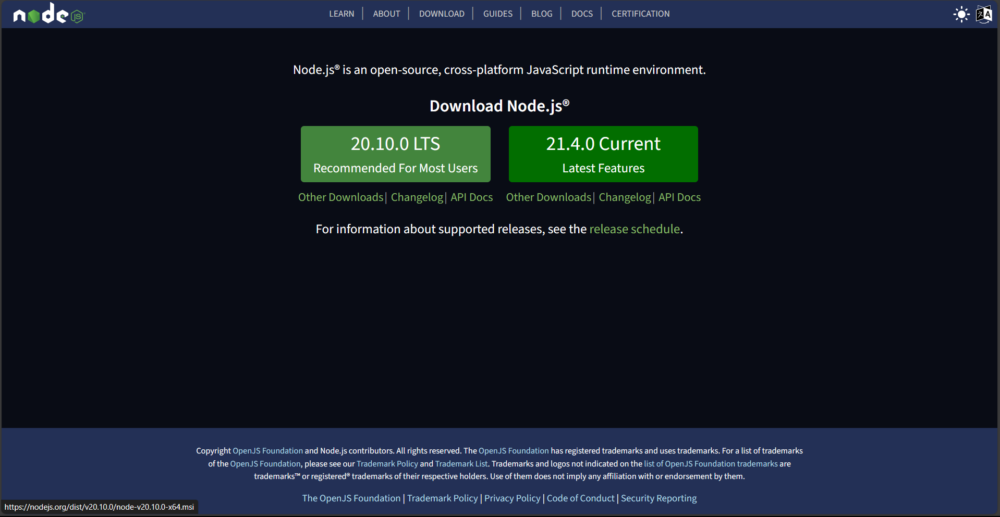 node JS
LEARN | ABOUT | DOWNLOAD | GUIDES | BLOG | DOCS | CERTIFICATION
Node.js® is an open-source, cross-platform JavaScript runtime environment.
Download Node.js®
20.10.0 LTS
Recommended For Most Users
Other Downloads | Changelog | API Docs
21.4.0 Current
Latest Features
Other Downloads | Changelog | API Docs
For information about supported releases, see the release schedule.
Copyright OpenJS Foundation and Node.js contributors. All rights reserved. The OpenJS Foundation has registered trademarks and uses trademarks. For a list of trademarks
of the OpenJS Foundation, please see our Trademark Policy and Trademark List. Trademarks and logos not indicated on the list of OpenJS Foundation trademarks are
trademarks™ or registered® trademarks of their respective holders. Use of them does not imply any affiliation with or endorsement by them.
The OpenJS Foundation | Trademark Policy | Privacy Policy | Code of Conduct | Security Reporting
https://nodejs.org/dist/v20.10.0/node-v20.10.0-x64.msi